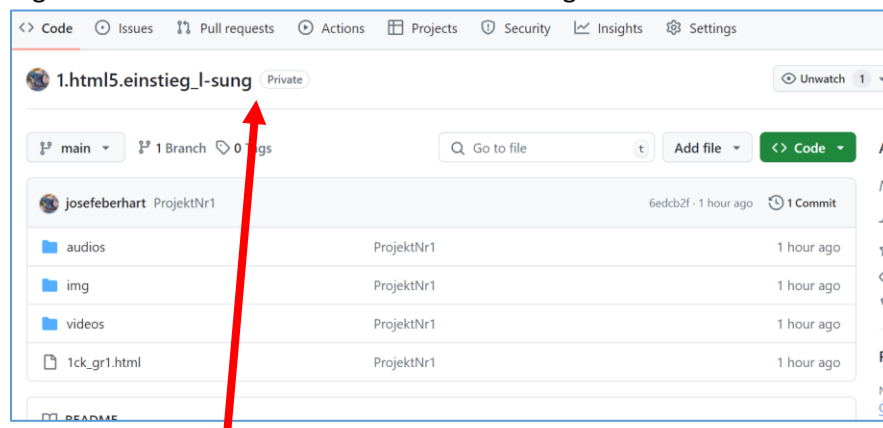 Code Issues Pull requests Actions Projects Security Insights Settings
1.html5.einstieg_l-sung Private Unwatch 1
main 1 Branch 0 Tags Go to file t Add file Code
josefeberhart ProjektNr1 6edcb2f · 1 hour ago 1 Commit
audios ProjektNr1 1 hour ago
img ProjektNr1 1 hour ago
videos ProjektNr1 1 hour ago
1ck_gr1.html ProjektNr1 1 hour ago
README